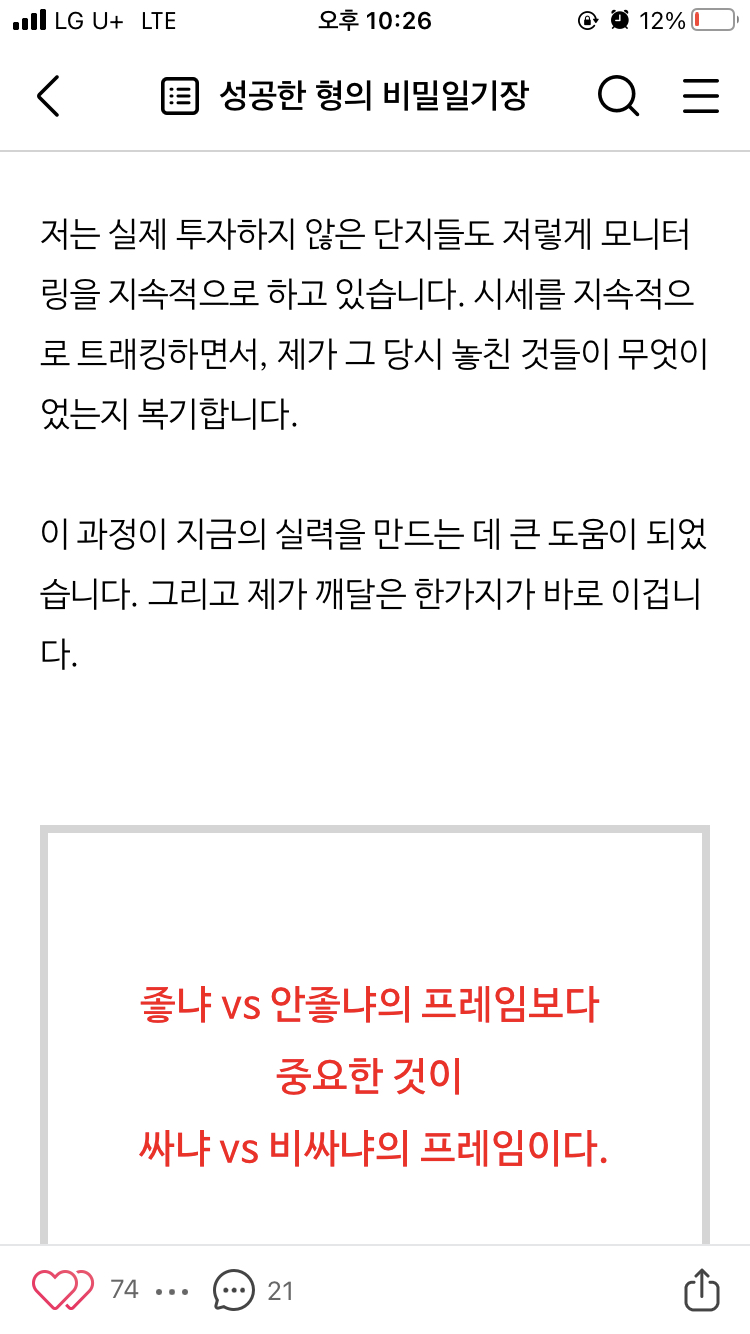 LG U+ LTE 오후 10:26 12%
성공한 형의 비밀일기장
저는 실제 투자하지 않은 단지들도 저렇게 모니터
링을 지속적으로 하고 있습니다. 시세를 지속적으
로 트래킹하면서, 제가 그 당시 놓친 것들이 무엇이
었는지 복기합니다.
이 과정이 지금의 실력을 만드는 데 큰 도움이 되었
습니다. 그리고 제가 깨달은 한가지가 바로 이겁니
다.
좋냐 vs 안좋냐의 프레임보다
중요한 것이
싸냐 vs 비싸냐의 프레임이다.
74 21